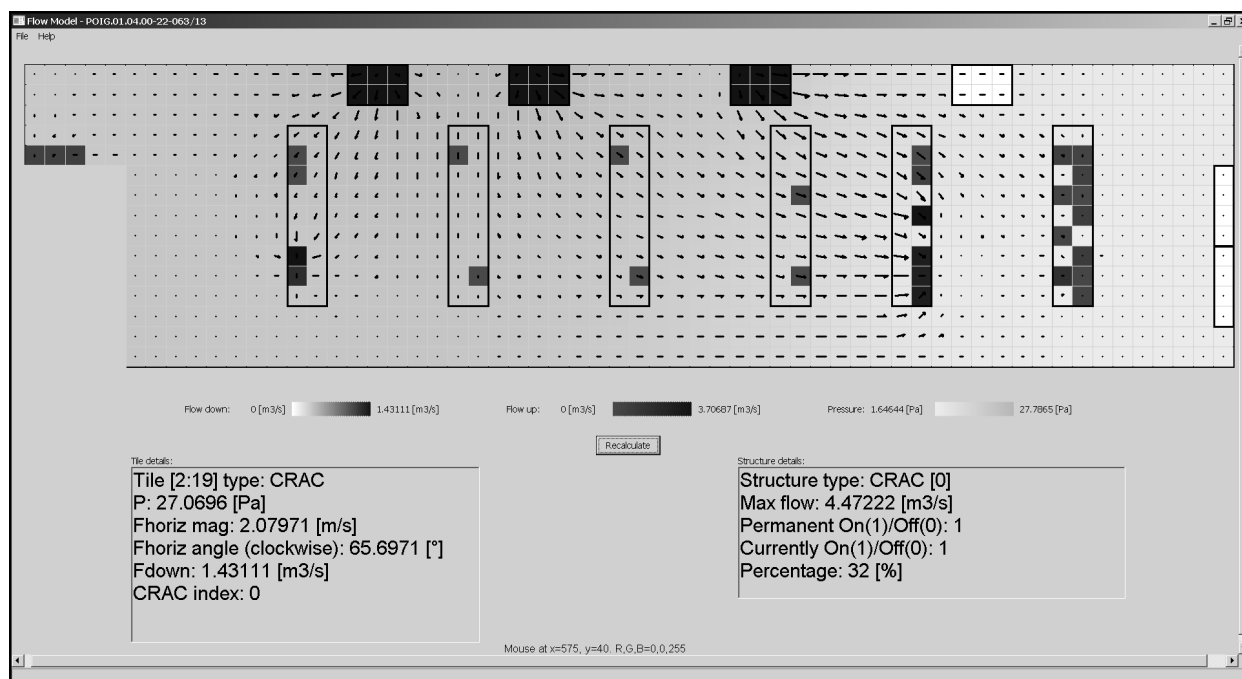 Flow Model - POIG.01.04.00-22-063/13
File Help
Flow down: 0 [m3/s] 1.43111 [m3/s] Flow up: 0 [m3/s] 3.70687 [m3/s] Pressure: 1.64644 [Pa] 27.7865 [Pa]
Recalculate
Tile details:
Tile [2:19] type: CRAC
P: 27.0696 [Pa]
Fhoriz mag: 2.07971 [m/s]
Fhoriz angle (clockwise): 65.6971 [°]
Fdown: 1.43111 [m3/s]
CRAC index: 0
Structure details:
Structure type: CRAC [0]
Max flow: 4.47222 [m3/s]
Permanent On(1)/Off(0): 1
Currently On(1)/Off(0): 1
Percentage: 32 [%]
Mouse at x=575, y=40. R,G,B=0,0,255